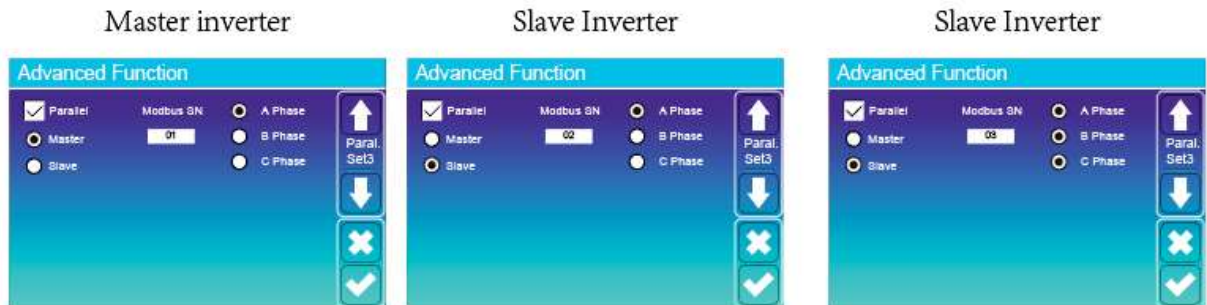 Master inverter
Slave Inverter
Slave Inverter
Advanced Function
Parallel
Modbus SN
A Phase
Master
01
B Phase
Slave
C Phase
Paral.
Set3
Advanced Function
Parallel
Modbus SN
A Phase
Master
02
B Phase
Slave
C Phase
Paral.
Set3
Advanced Function
Parallel
Modbus SN
A Phase
Master
03
B Phase
Slave
C Phase
Paral.
Set3